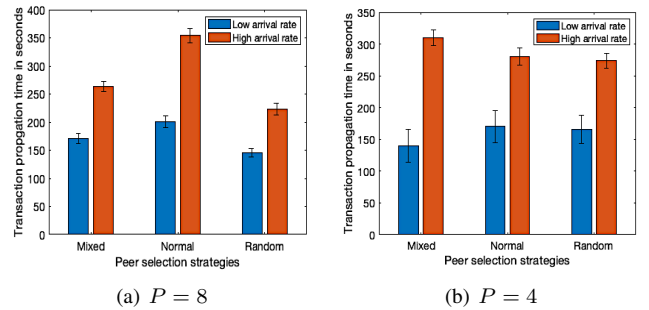 400
350
300
250
200
150
100
50
0
Transaction propgation time in seconds
Low arrival rate
High arrival rate
Mixed Normal Random
Peer selection strategies
(a) P = 8
350
300
250
200
150
100
50
0
Transaction propagation time in seconds
Low arrival rate
High arrival rate
Mixed Normal Random
Peer selection strategies
(b) P = 4